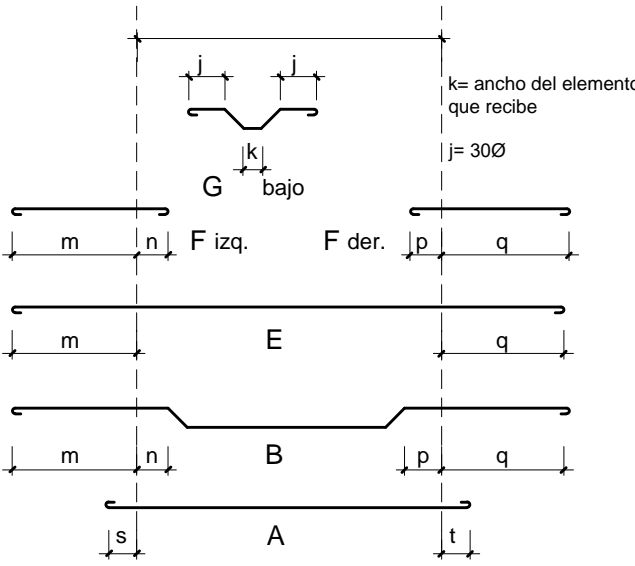 j j
k= ancho del elemento
que recibe
k
j= 30Ø
G bajo
m n F izq. F der. p q
m E q
m n B p q
s A t